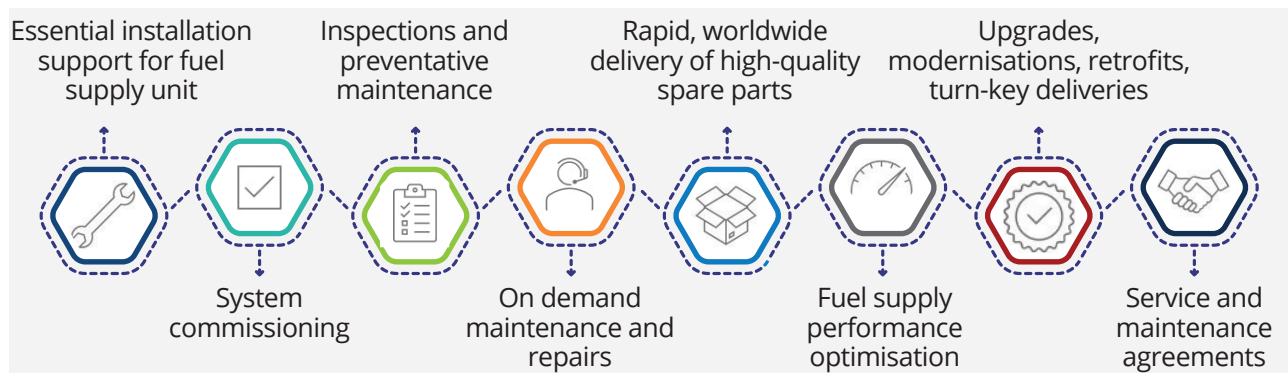 Essential installation
support for fuel
supply unit
System
commissioning
Inspections and
preventative
maintenance
On demand
maintenance and
repairs
Rapid, worldwide
delivery of high-quality
spare parts
Fuel supply
performance
optimisation
Upgrades,
modernisations, retrofits,
turn-key deliveries
Service and
maintenance
agreements